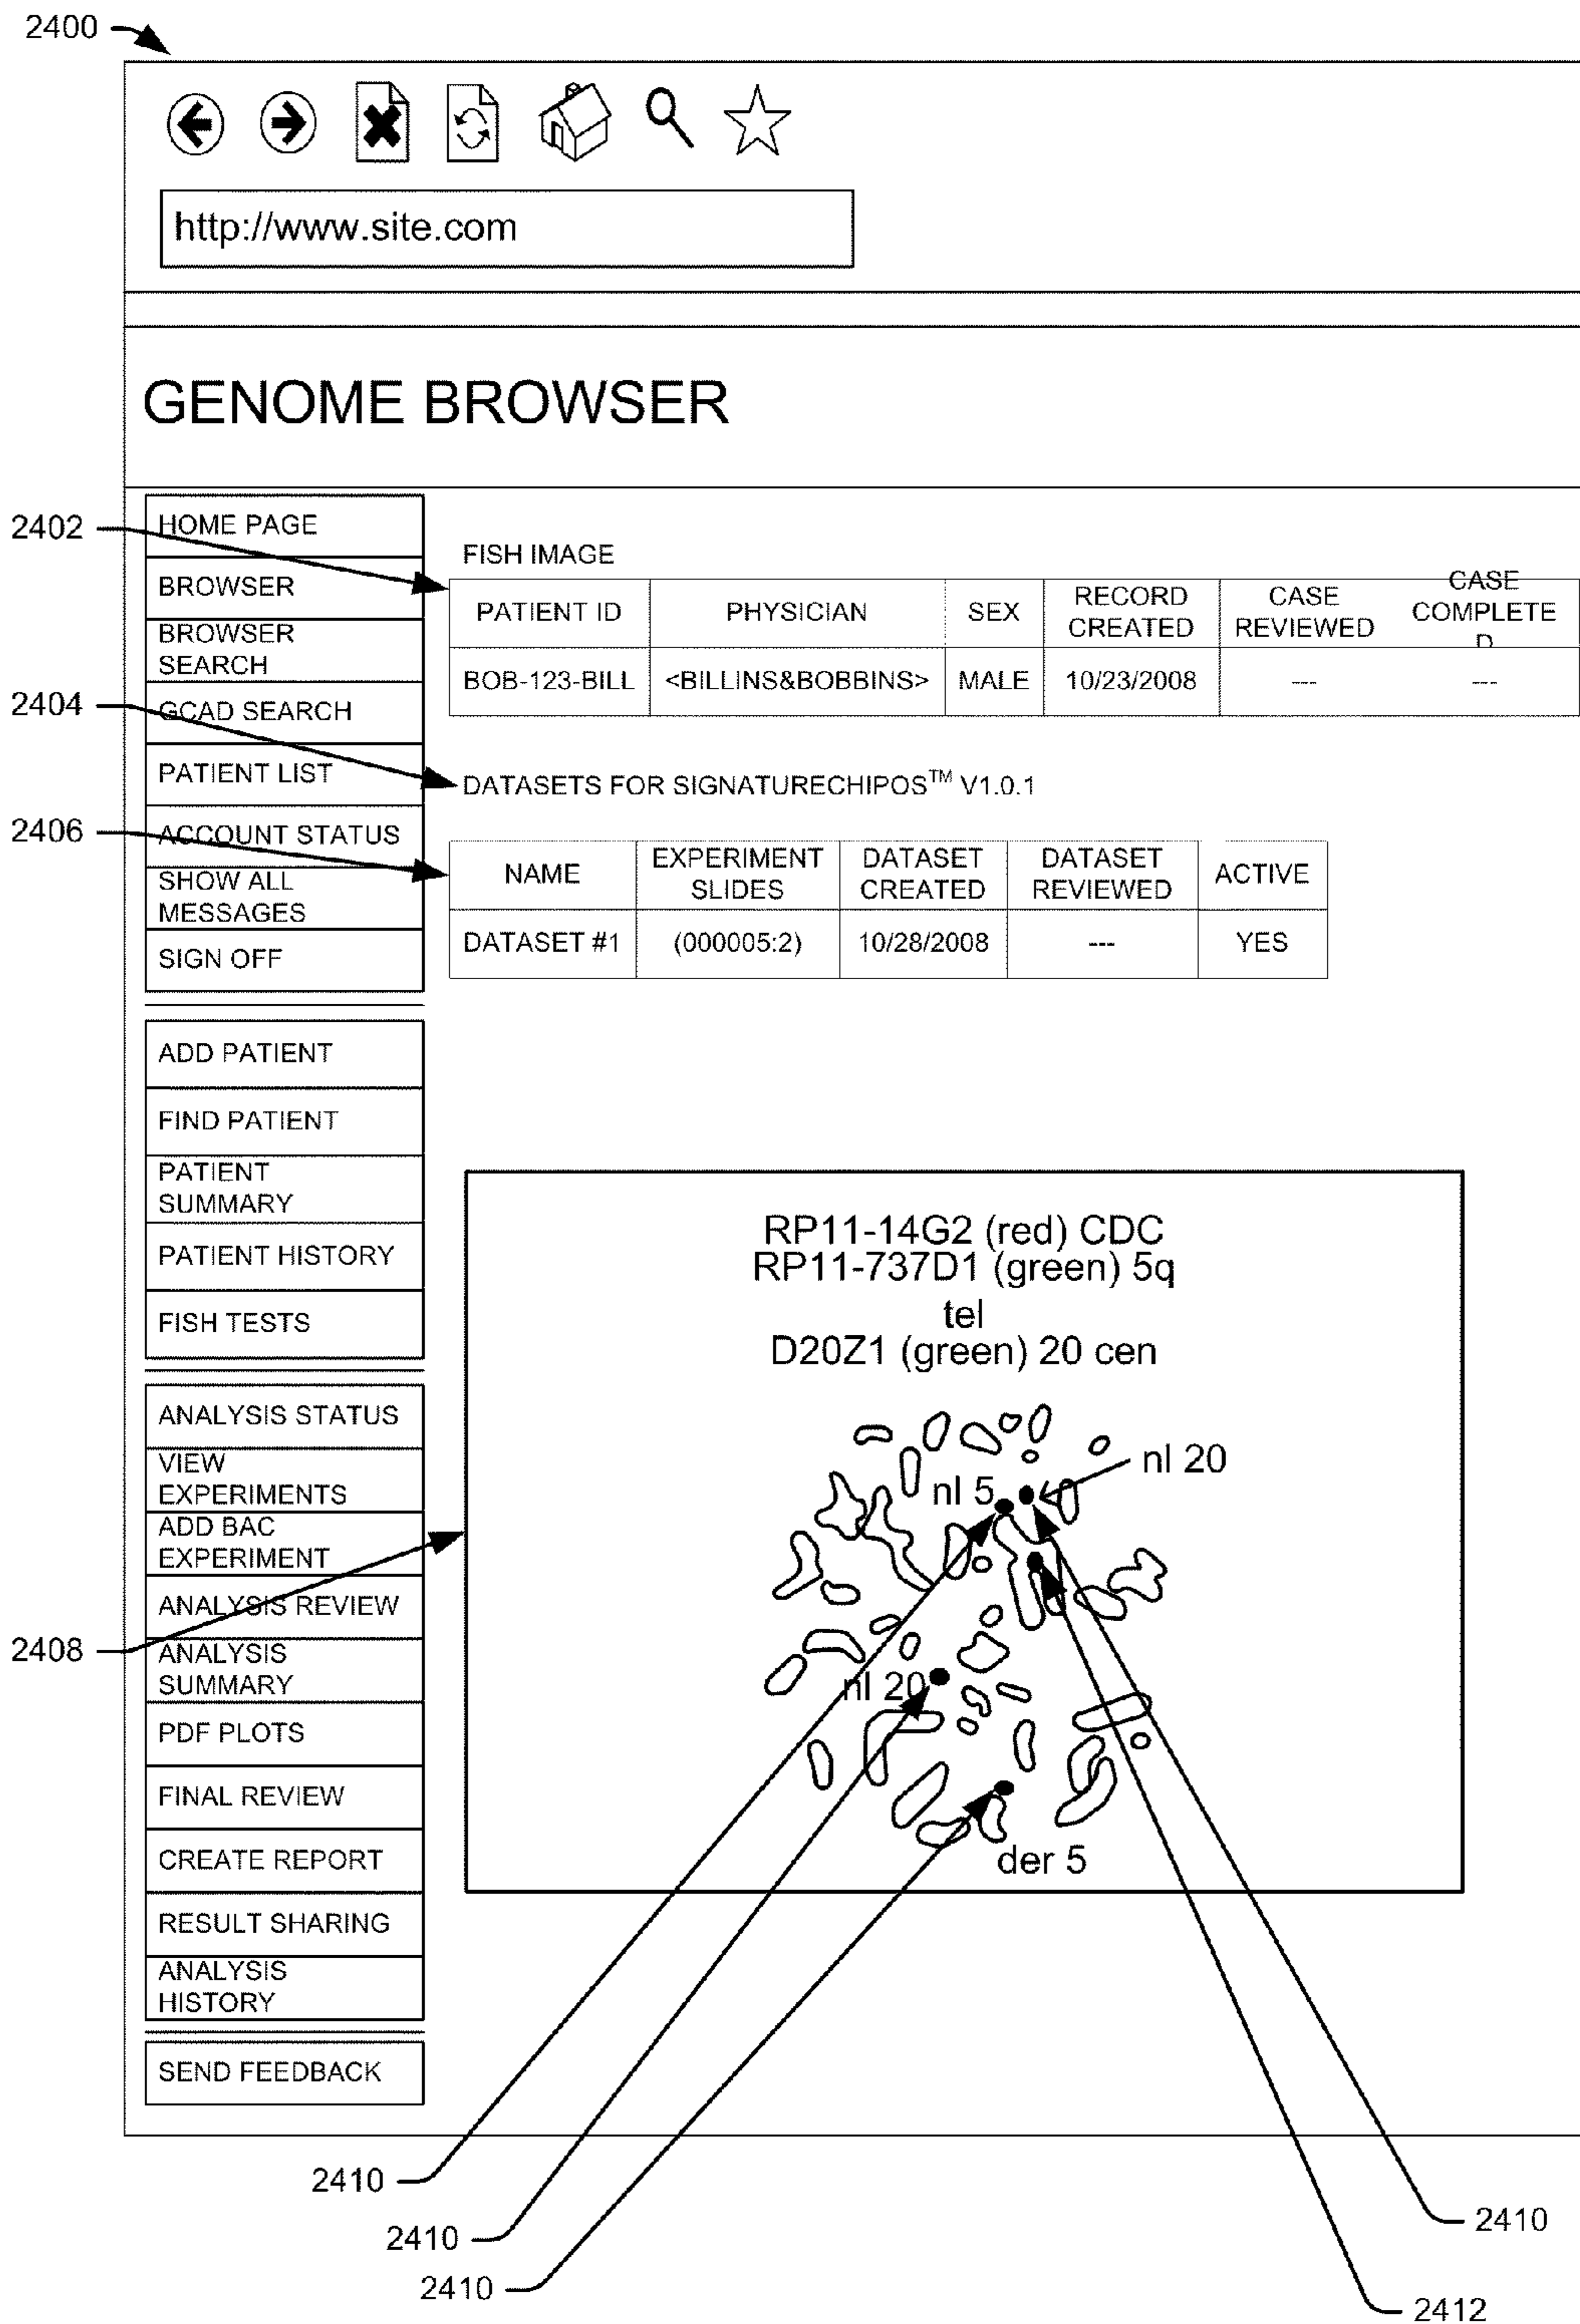 2400
http://www.site.com
GENOME BROWSER
2402
HOME PAGE
BROWSER
BROWSER
SEARCH
2404
GCAD SEARCH
PATIENT LIST
2406
ACCOUNT STATUS
SHOW ALL
MESSAGES
SIGN OFF
FISH IMAGE
PATIENT ID
PHYSICIAN
SEX
RECORD
CREATED
CASE
REVIEWED
CASE
COMPLETE
D
BOB-123-BILL
<BILLINS&BOBBINS>
MALE
10/23/2008
---
---
DATASETS FOR SIGNATURECHIPOS™ V1.0.1
NAME
EXPERIMENT
SLIDES
DATASET
CREATED
DATASET
REVIEWED
ACTIVE
DATASET #1
(000005:2)
10/28/2008
---
YES
ADD PATIENT
FIND PATIENT
PATIENT
SUMMARY
PATIENT HISTORY
FISH TESTS
ANALYSIS STATUS
VIEW
EXPERIMENTS
ADD BAC
EXPERIMENT
ANALYSIS REVIEW
2408
ANALYSIS
SUMMARY
PDF PLOTS
FINAL REVIEW
CREATE REPORT
RESULT SHARING
ANALYSIS
HISTORY
SEND FEEDBACK
RP11-14G2 (red) CDC
RP11-737D1 (green) 5q
tel
D20Z1 (green) 20 cen
nl 20
nl 5
nl 20
der 5
2410
2410
2410
2410
2412